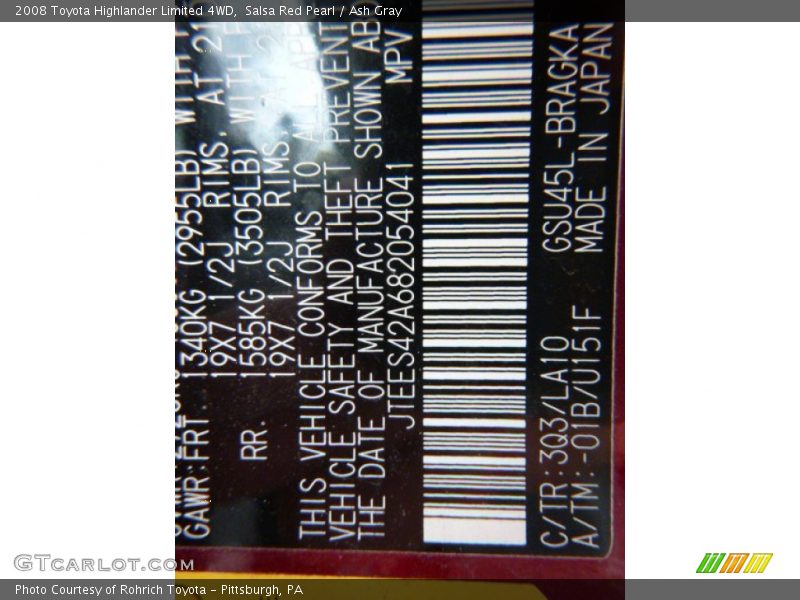 2008 Toyota Highlander Limited 4WD, Salsa Red Pearl / Ash Gray
GAWR:FRT. 1340KG (2955LB) WITH
19X7 1/2J RIMS, AT
RR. 1585KG (3505LB) WITH
19X7 1/2J RIMS,
THIS VEHICLE CONFORMS TO ALL
VEHICLE SAFETY AND THEFT PREVENT
THE DATE OF MANUFACTURE SHOWN AB
JTEES42A682054041 MPV
C/TR:3Q3/LA10 GSU45L-BRAGKA
A/TM:-01B/U151F MADE IN JAPAN
GTCARLOT.COM
Photo Courtesy of Rohrich Toyota - Pittsburgh, PA